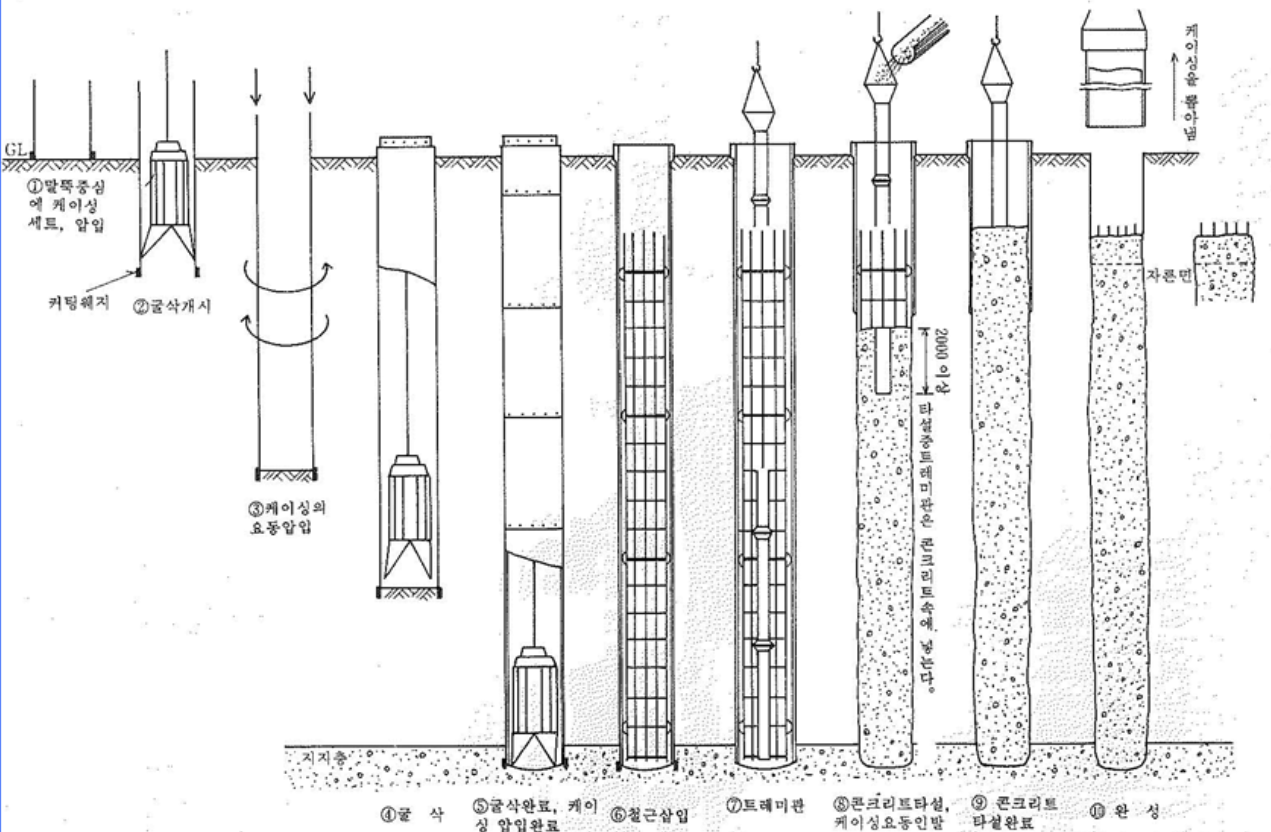 GL
①말뚝중심
에 케이싱
세트, 압입
커팅웨지
②굴삭개시
③케이싱의
요동압입
④굴 삭
⑤굴삭완료, 케이
싱 압입완료
⑥철근삽입
⑦트레미관
⑧콘크리트타설,
케이싱요동인발
2000 이상
타설중트레미관은 콘크리트속에 넣는다.
⑨ 콘크리트
타설완료
⑩ 완 성
케이싱을 뽑아냄
자른면
지지층